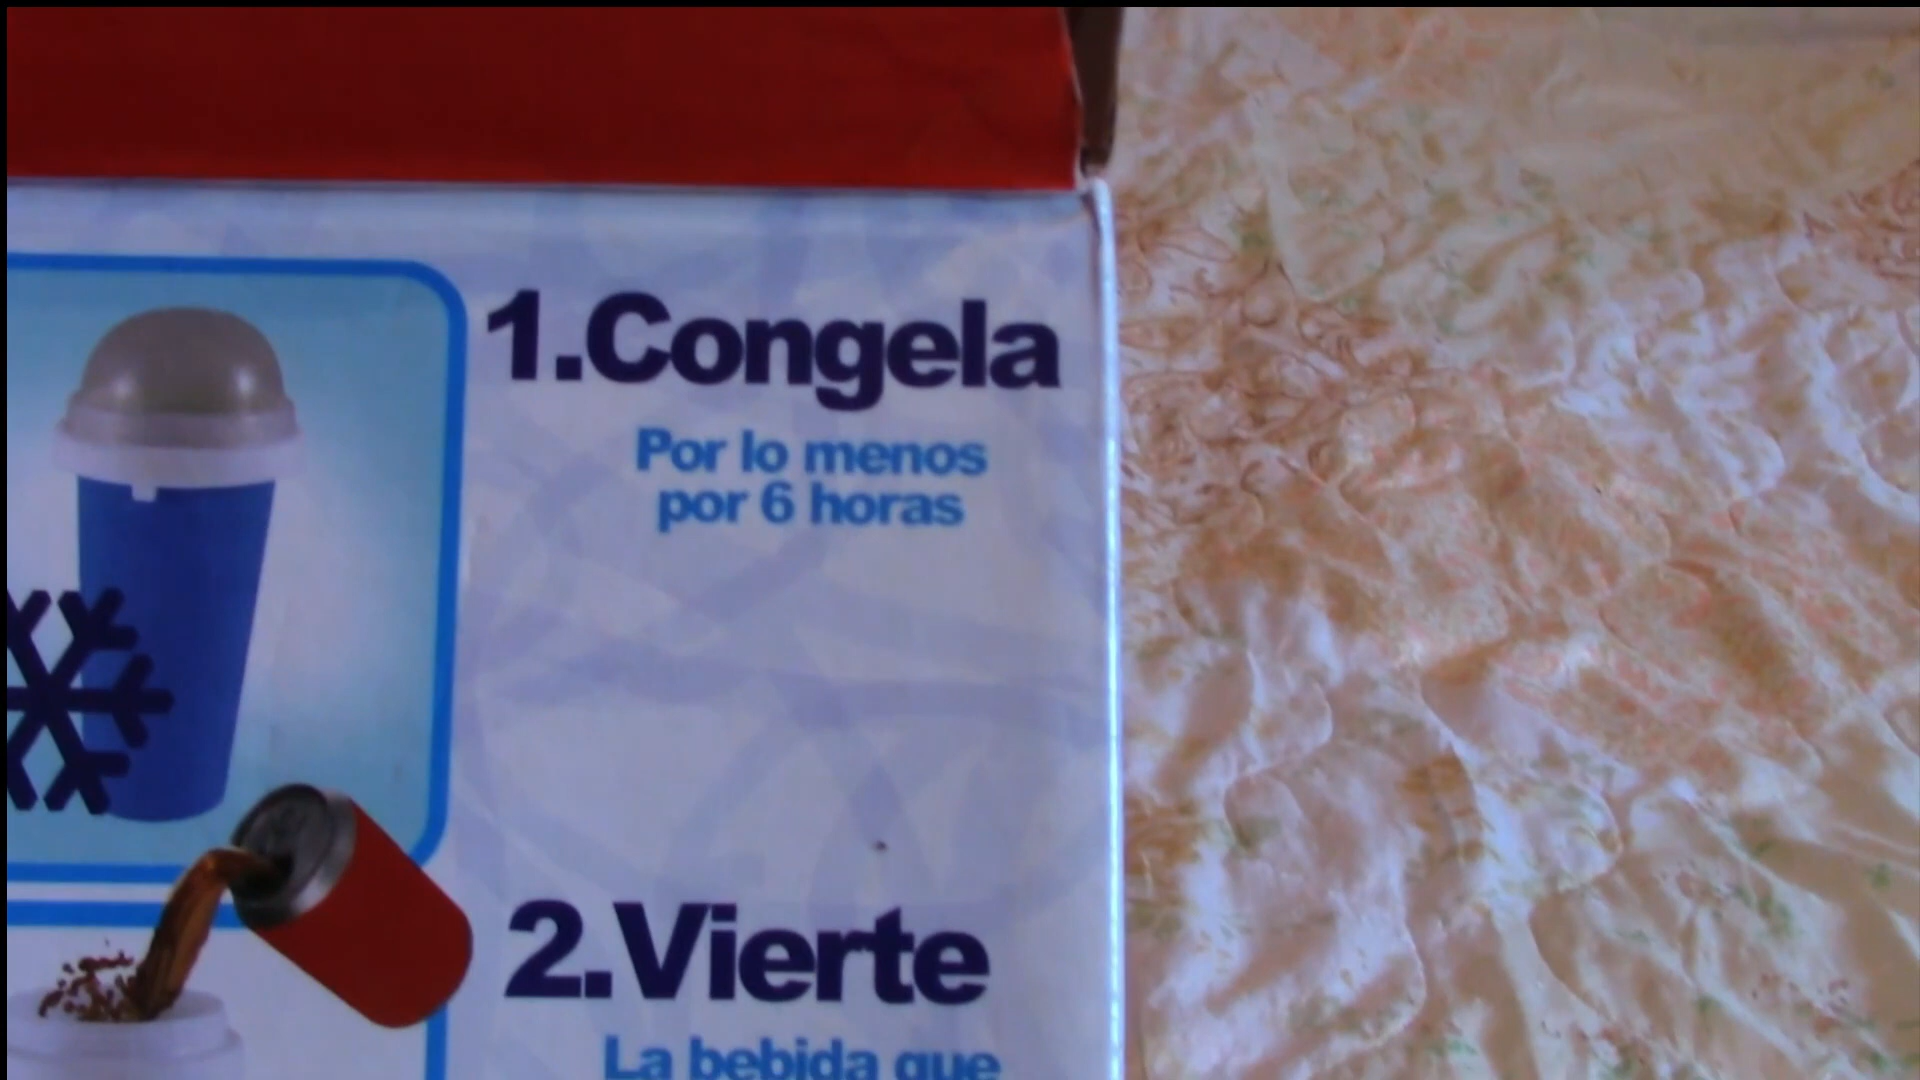 1.Congela
Por lo menos
por 6 horas
2.Vierte
La bebida que